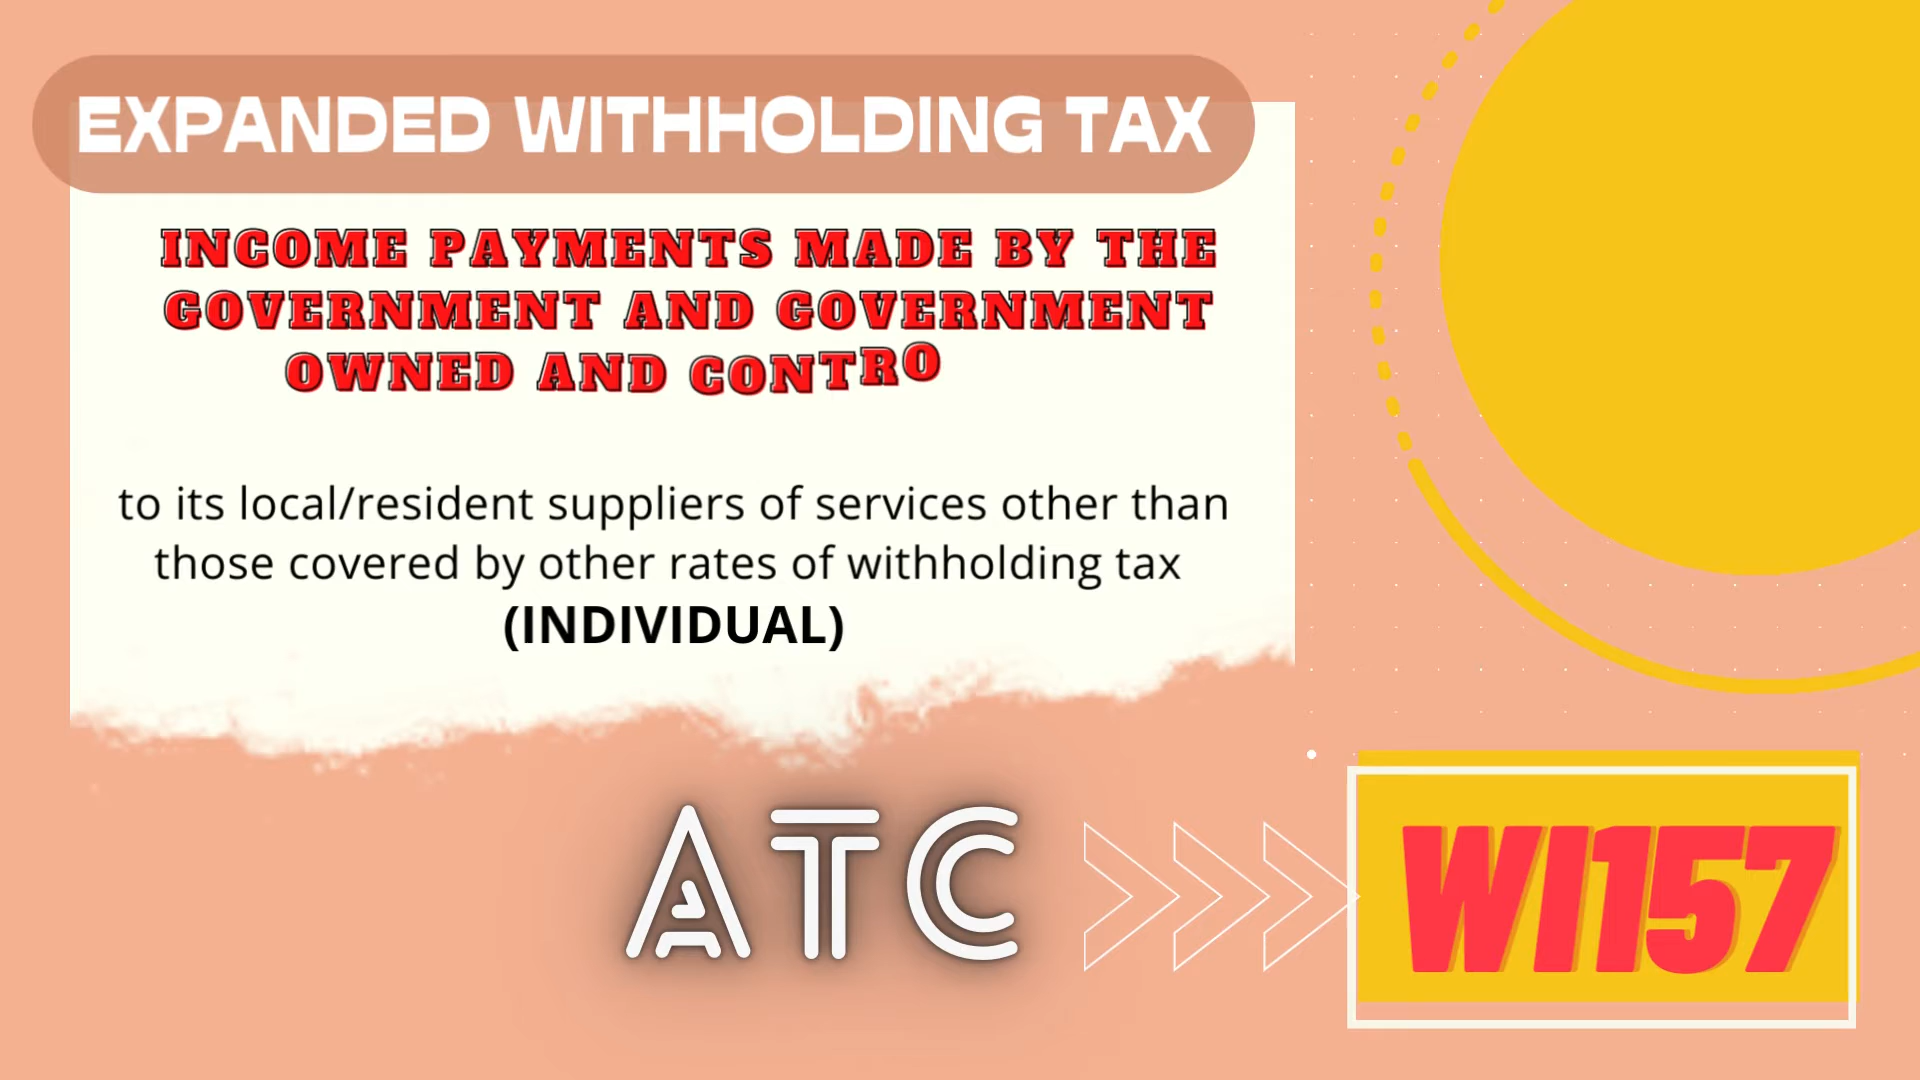 EXPANDED WITHHOLDING TAX
INCOME PAYMENTS MADE BY THE
GOVERNMENT AND GOVERNMENT
OWNED AND CONTRO
to its local/resident suppliers of services other than
those covered by other rates of withholding tax
(INDIVIDUAL)
ATC
WI157